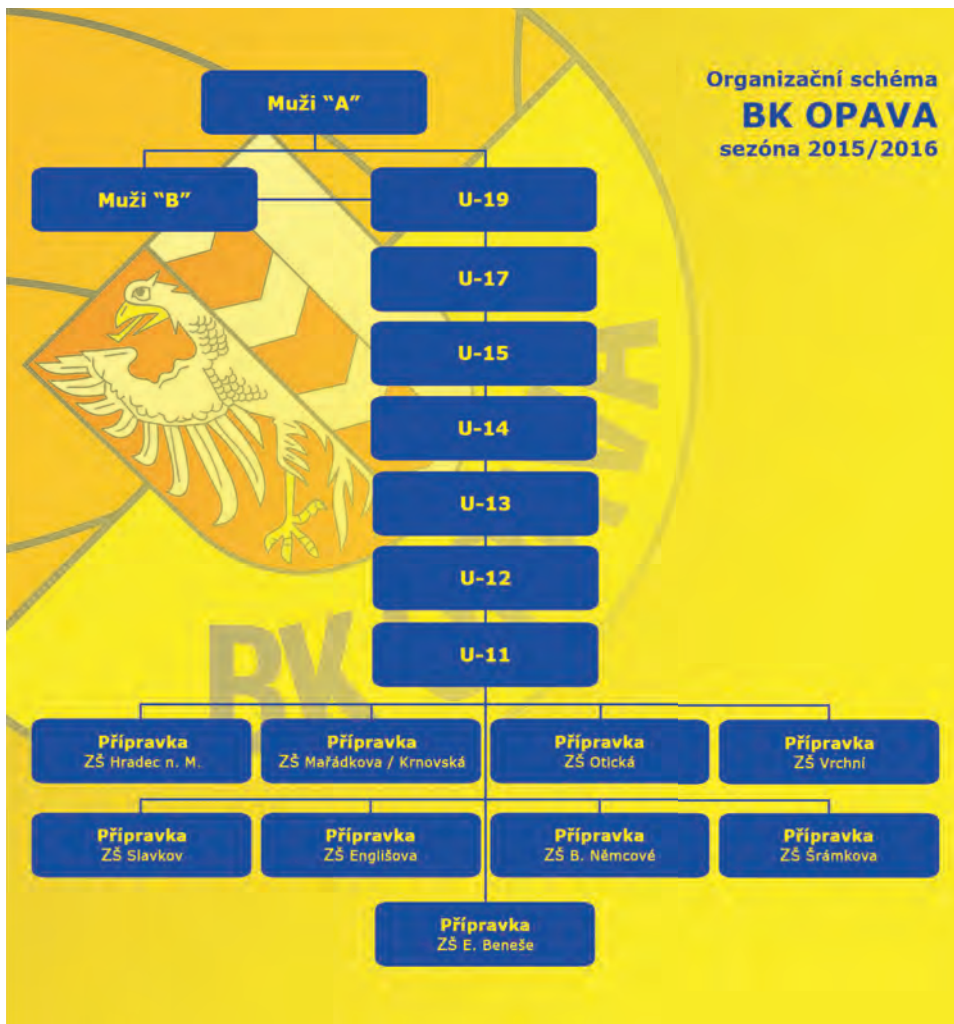 Organizační schéma
BK OPAVA
sezóna 2015/2016
Muži “A”
Muži “B”
U-19
U-17
U-15
U-14
U-13
U-12
U-11
Přípravka
ZŠ Hradec n. M.
Přípravka
ZŠ Mařádkova / Krnovská
Přípravka
ZŠ Otická
Přípravka
ZŠ Vrchní
Přípravka
ZŠ Slavkov
Přípravka
ZŠ Englišova
Přípravka
ZŠ B. Němcové
Přípravka
ZŠ Šrámkova
Přípravka
ZŠ E. Beneše
BK OPAVA